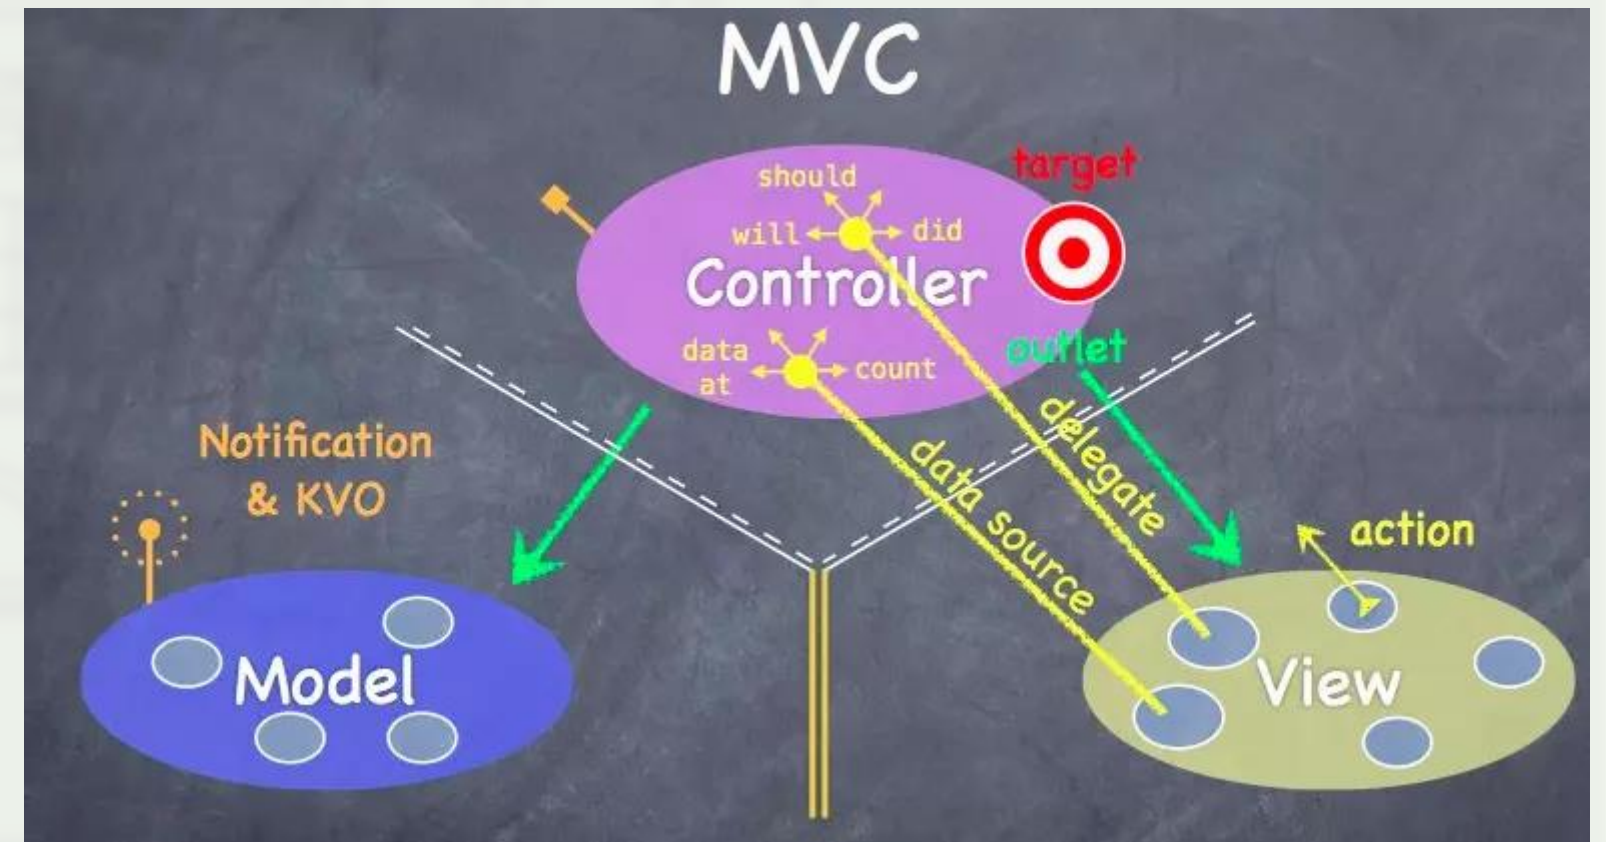 MVC
should
target
will
did
Controller
data
at
count
outlet
delegate
Notification
& KVO
data source
action
Model
View